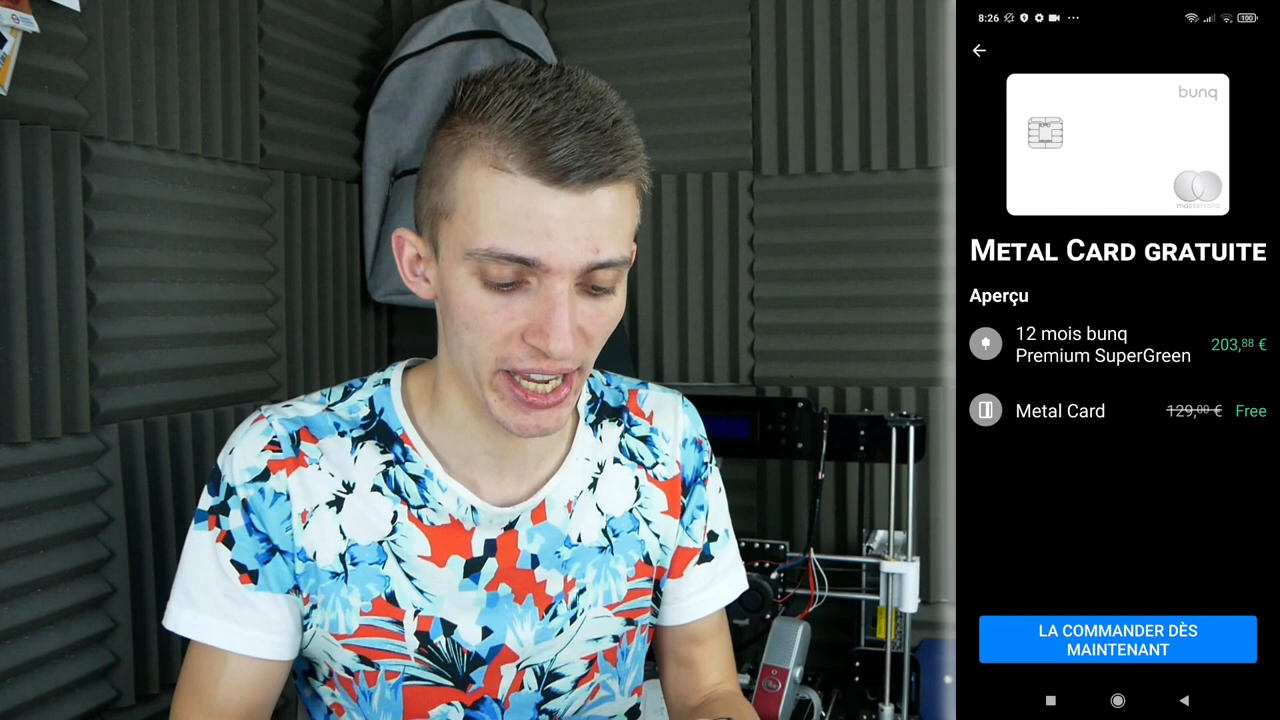 8:26
100
bunq
mastercard
METAL CARD GRATUITE
Aperçu
12 mois bunq
Premium SuperGreen
203,88 €
Metal Card
129,00 € Free
LA COMMANDER DÈS
MAINTENANT